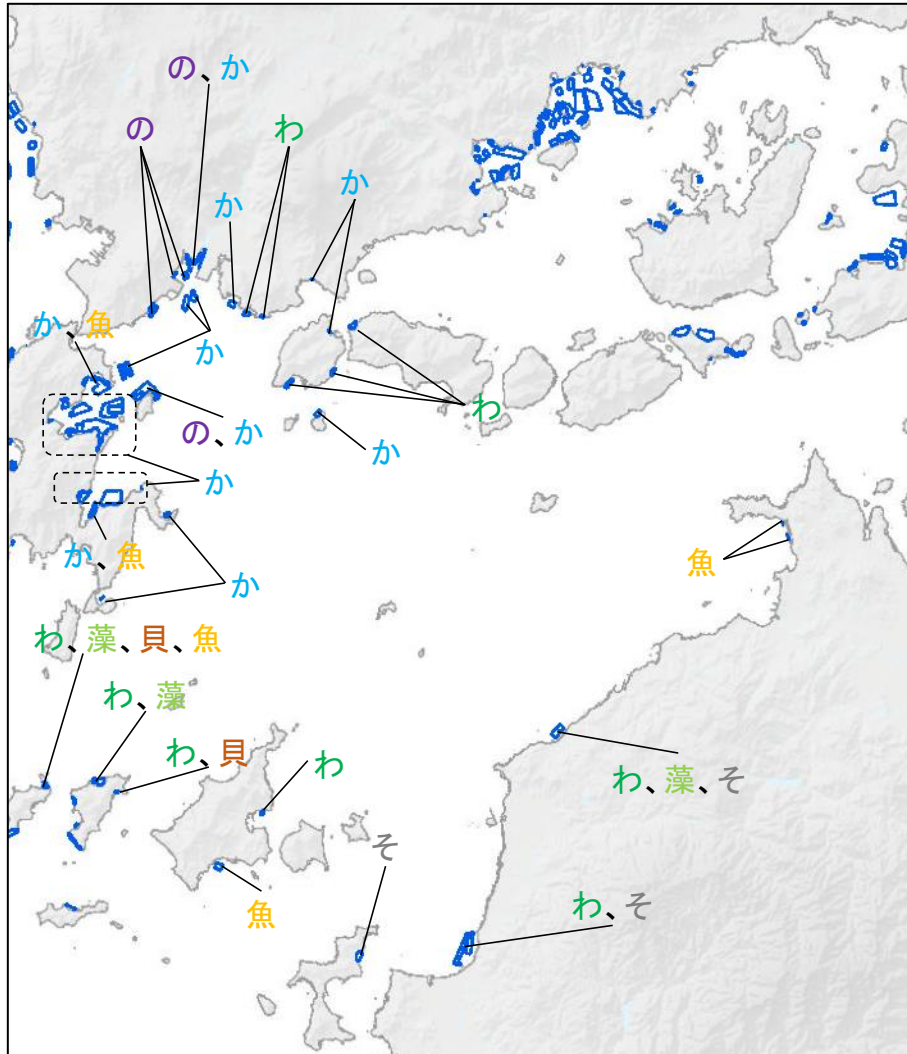 の、か
の
わ
か
か
か、魚
か
わ
の、か
か
か
か、魚
魚
か
わ、藻、貝、魚
わ、藻
わ、貝
わ
わ、藻、そ
そ
魚
わ、そ